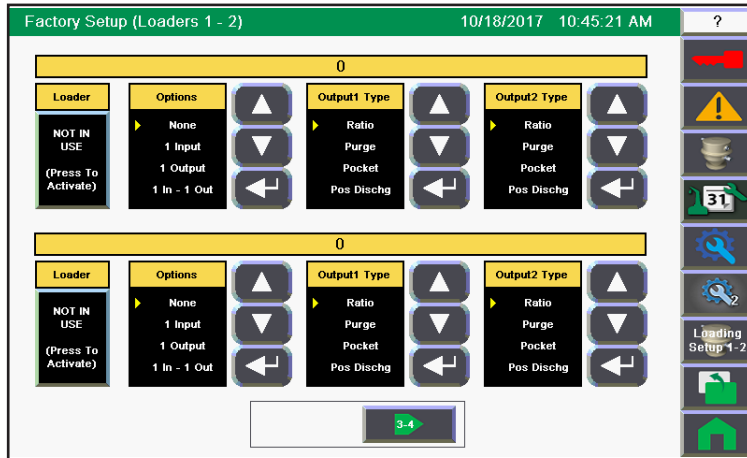 Factory Setup (Loaders 1 - 2)
10/18/2017 10:45:21 AM
?
0
Loader
NOT IN
USE
(Press To
Activate)
Options
None
1 Input
1 Output
1 In - 1 Out
Output1 Type
Ratio
Purge
Pocket
Pos Dischg
Output2 Type
Ratio
Purge
Pocket
Pos Dischg
31
0
Loader
NOT IN
USE
(Press To
Activate)
Options
None
1 Input
1 Output
1 In - 1 Out
Output1 Type
Ratio
Purge
Pocket
Pos Dischg
Output2 Type
Ratio
Purge
Pocket
Pos Dischg
2
Loading
Setup 1-2
3-4